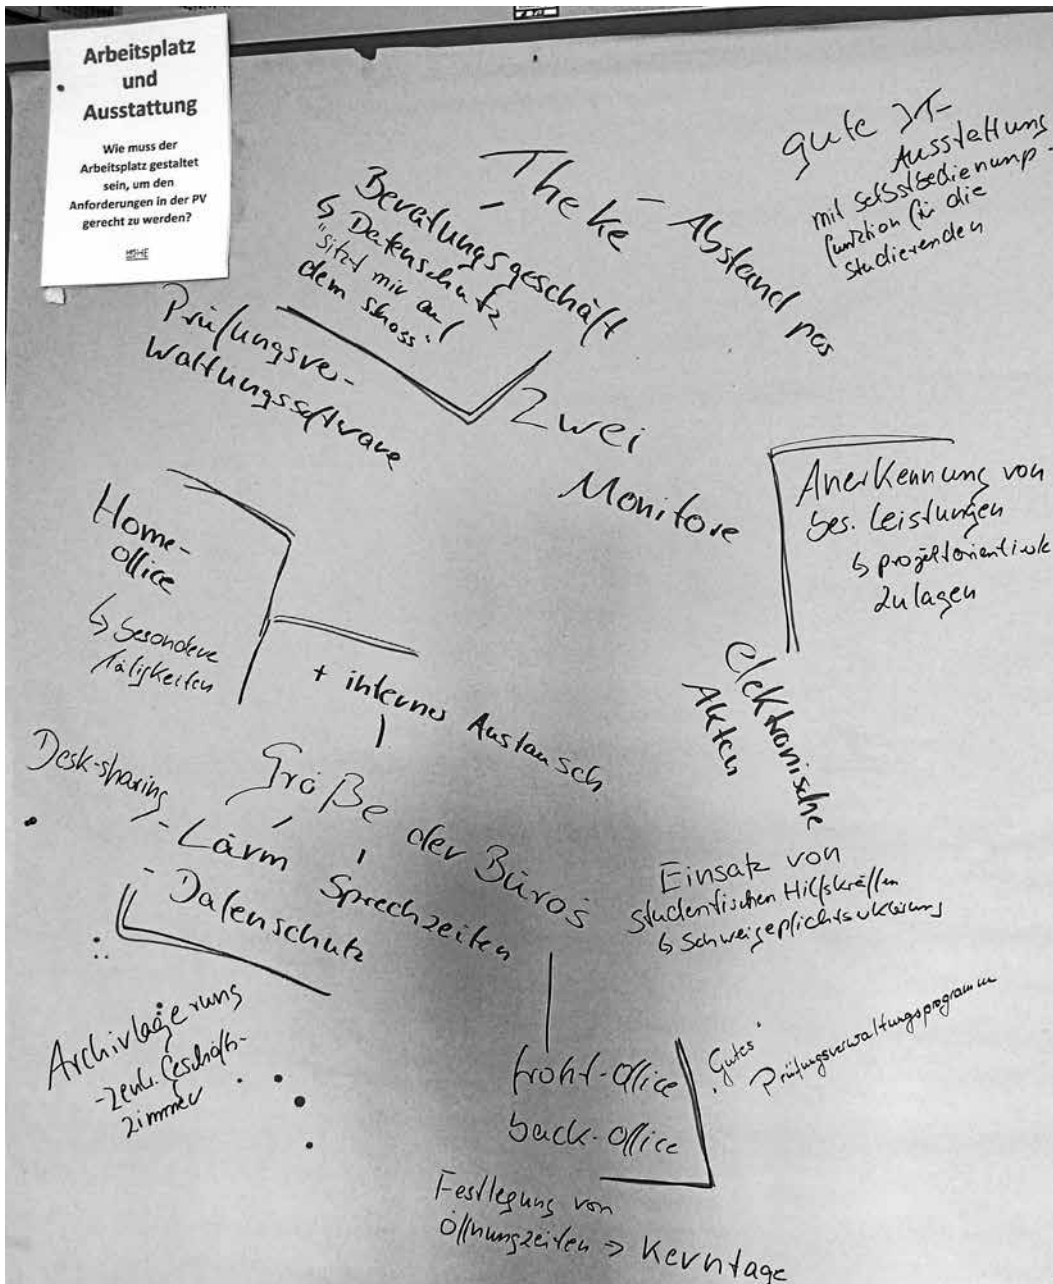 Arbeitsplatz
und
Ausstattung
Wie muss der
Arbeitsplatz gestaltet
sein, um den
Anforderungen in der PV
gerecht zu werden?
Theke
- Abstand
Beratungsgeschäft
↳ Datenschutz
"sitzt mir auf
dem shoss"
gute IT-
Ausstattung
mit Selbstbedienungs-
funktion für die
Studierenden
Prüfungsver-
waltungssoftware
Zwei
Monitore
Anerkennung von
bes. Leistungen
↳ projektorientierte
Zulagen
Home-
office
↳ besondere
Tätigkeiten
+ interner Austausch
elektronische
Akten
Desk-sharing
Größe der Büros
- Lärm
Sprechzeiten
- Datenschutz
Einsatz von
studentischen Hilfskräften
↳ Schweigeplichtserklärung
Archivlagerung
- zentr. Geschäfts-
zimmer
front-office
back-office
"Gutes"
Prüfungsverwaltungsprogramm
Festlegung von
Öffnungzeiten ⇒ Kerntage